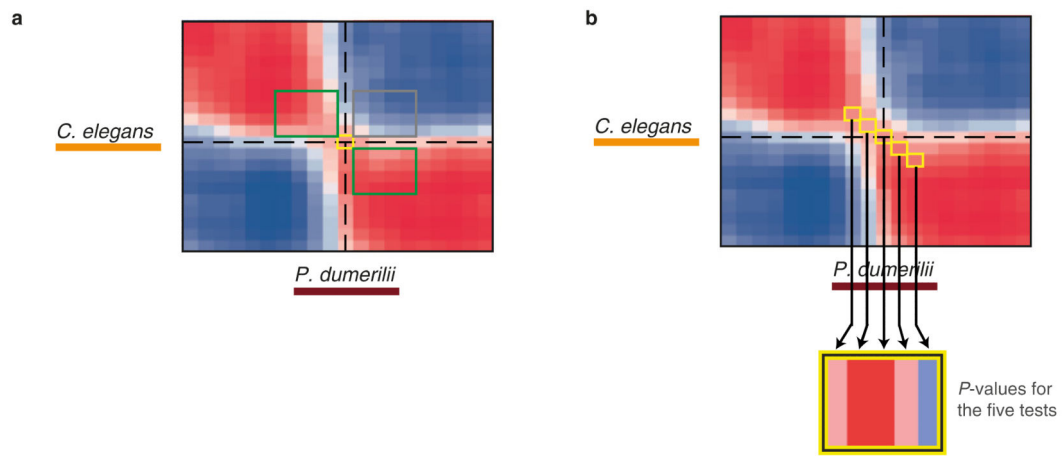 a
C. elegans
P. dumerilii
b
C. elegans
P. dumerilii
P-values for
the five tests